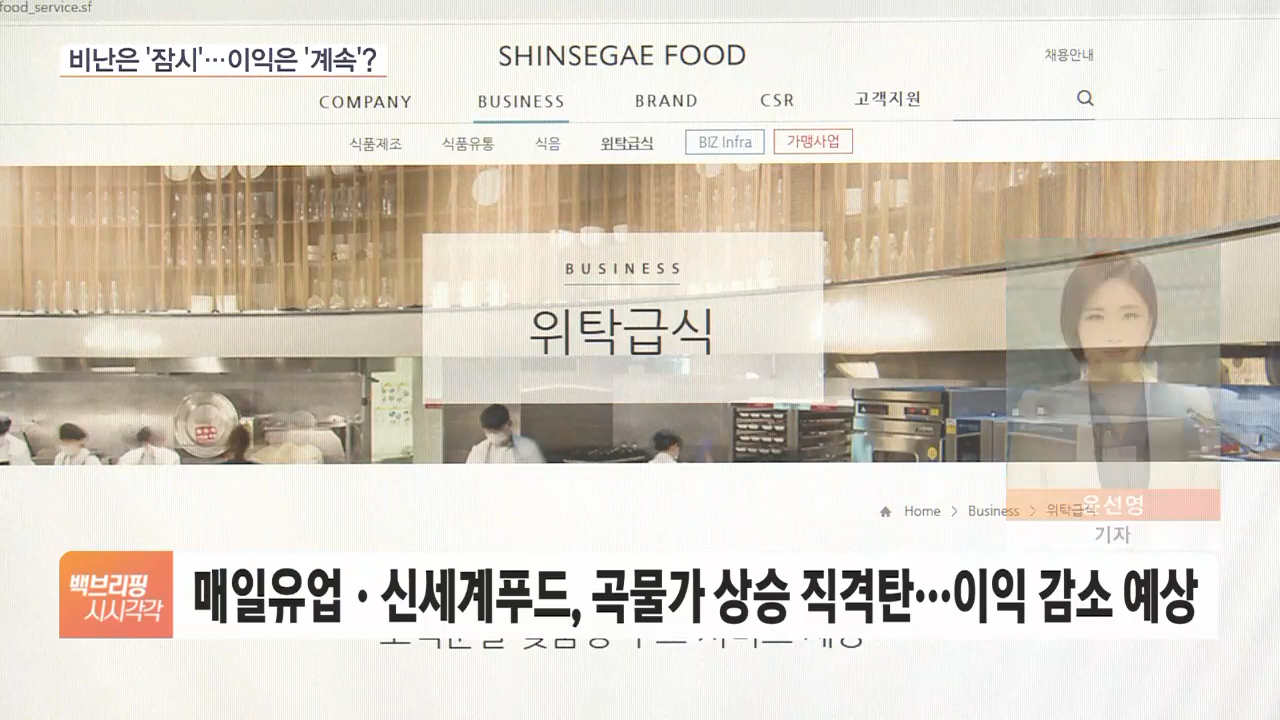 food_service.sf
비난은 '잠시'…이익은 '계속'?
SHINSEGAE FOOD
채용안내
COMPANY BUSINESS BRAND CSR 고객지원
식품제조 식품유통 식음 위탁급식 BIZ Infra 가맹사업
BUSINESS
위탁급식
Home > Business > 위탁급식
윤선영
기자
백브리핑
시시각각
매일유업·신세계푸드, 곡물가 상승 직격탄…이익 감소 예상